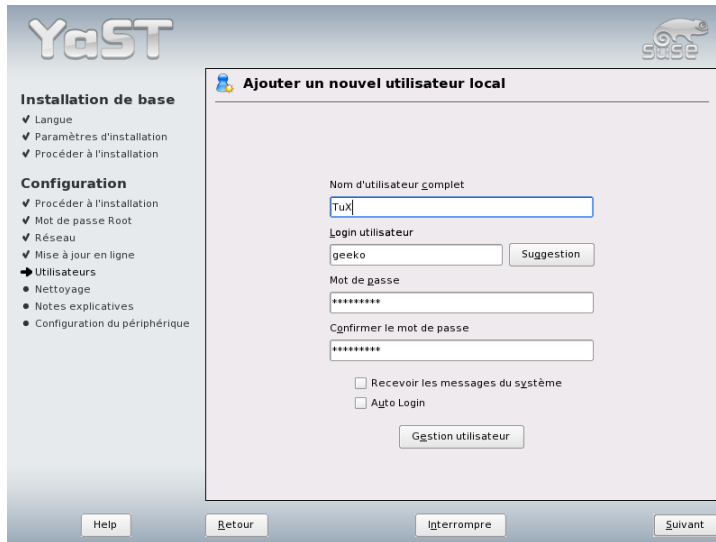 YaST
SUSE
Installation de base
Langue
Paramètres d'installation
Procéder à l'installation
Configuration
Procéder à l'installation
Mot de passe Root
Réseau
Mise à jour en ligne
Utilisateurs
Nettoyage
Notes explicatives
Configuration du périphérique
Ajouter un nouvel utilisateur local
Nom d'utilisateur complet
TuX
Login utilisateur
geeko
Suggestion
Mot de passe
*********
Confirmer le mot de passe
*********
Recevoir les messages du système
Auto Login
Gestion utilisateur
Help
Retour
Interrompre
Suivant